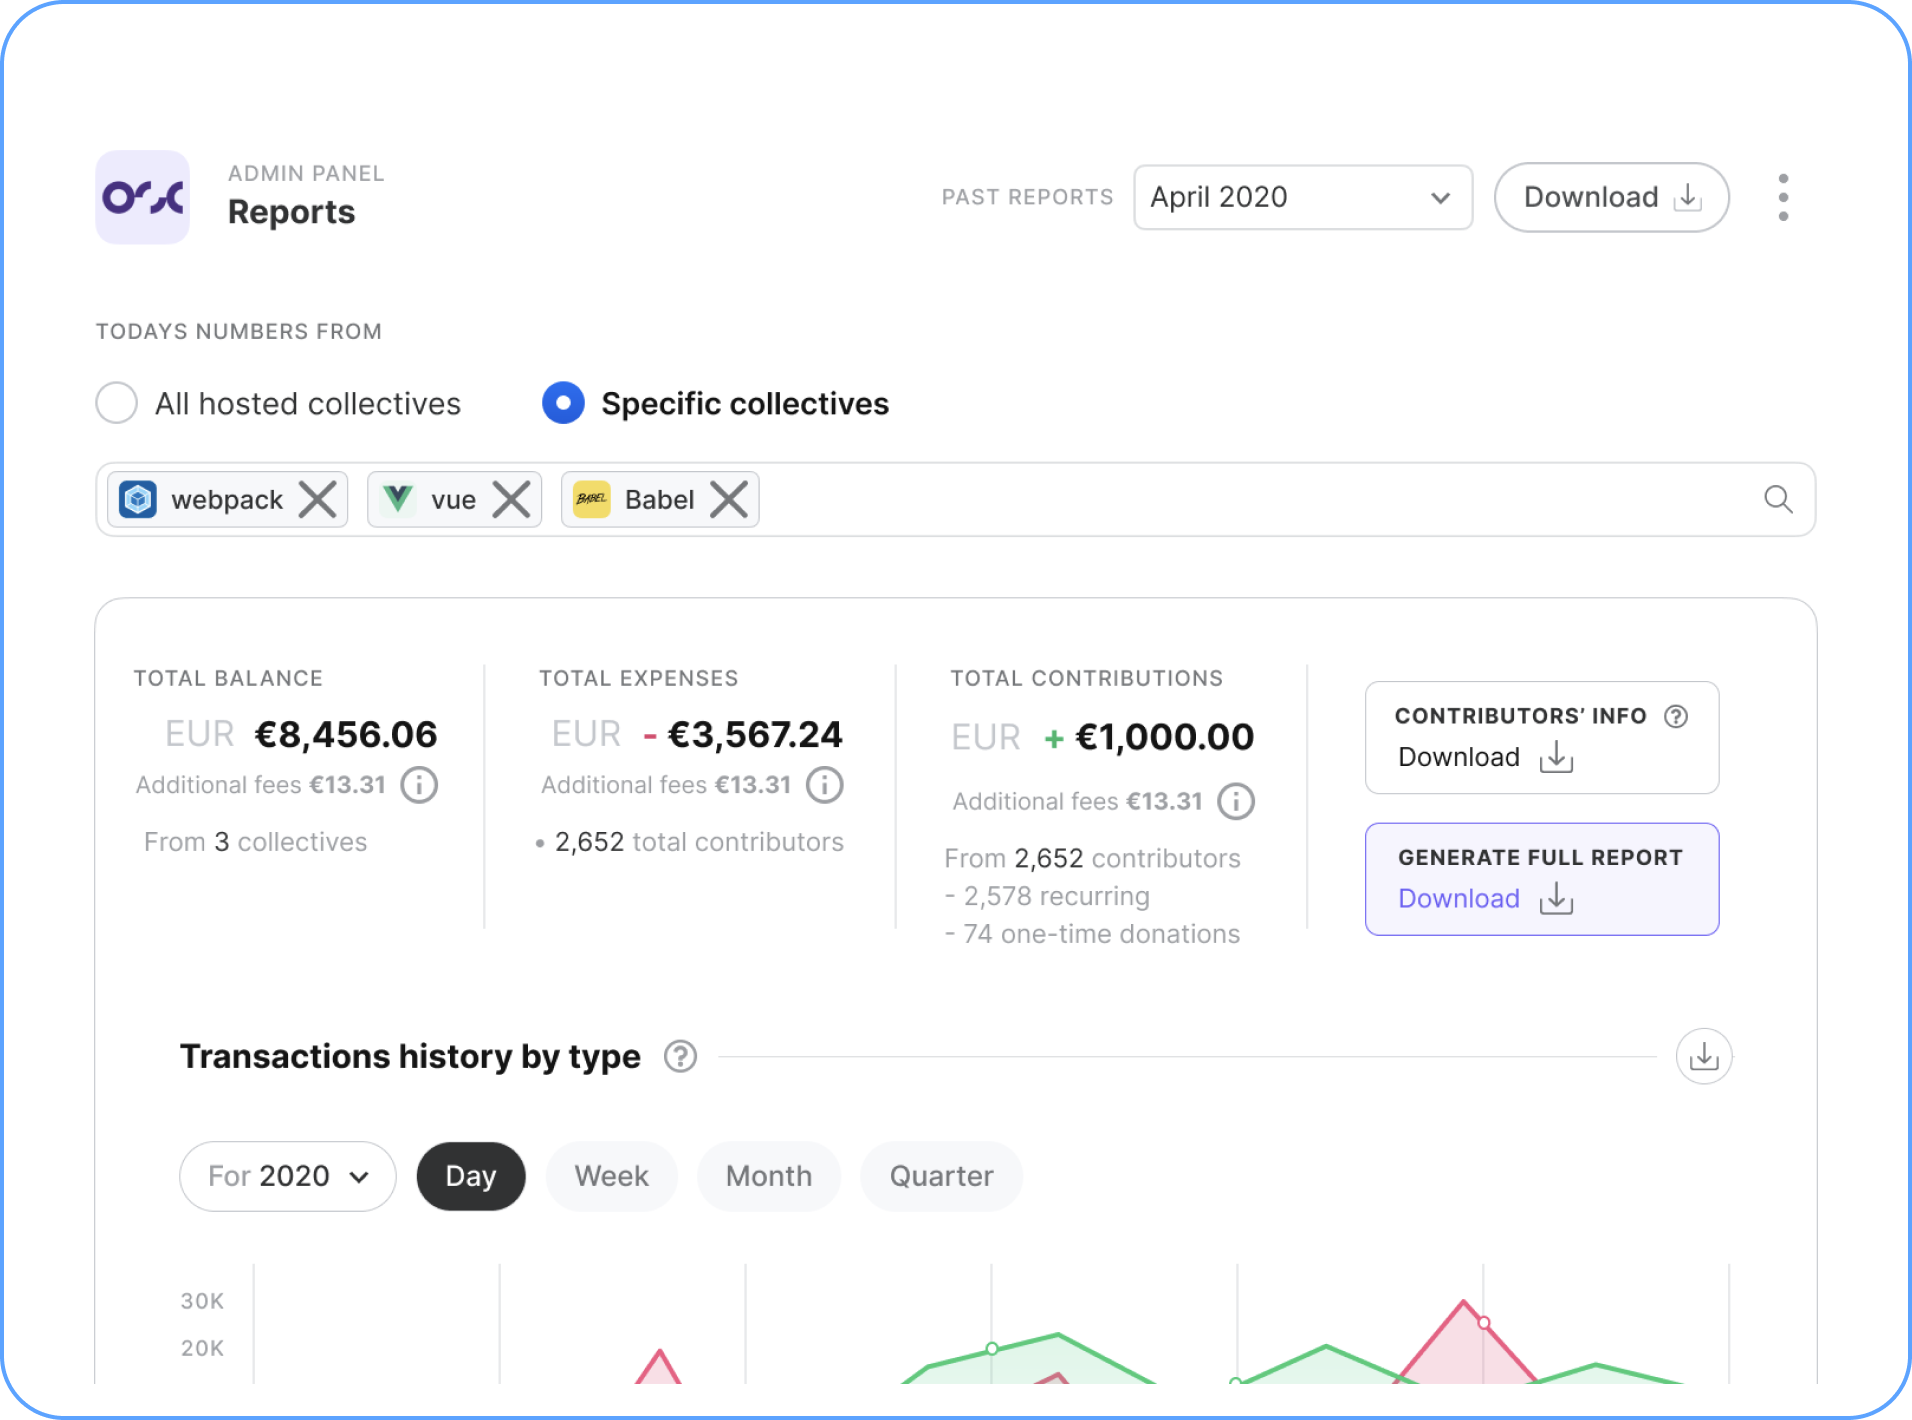 ADMIN PANEL
Reports
PAST REPORTS
April 2020
Download
TODAYS NUMBERS FROM
All hosted collectives
Specific collectives
webpack
vue
BABEL
Babel
TOTAL BALANCE
EUR €8,456.06
Additional fees €13.31
From 3 collectives
TOTAL EXPENSES
EUR - €3,567.24
Additional fees €13.31
• 2,652 total contributors
TOTAL CONTRIBUTIONS
EUR + €1,000.00
Additional fees €13.31
From 2,652 contributors
- 2,578 recurring
- 74 one-time donations
CONTRIBUTORS’ INFO
Download
GENERATE FULL REPORT
Download
Transactions history by type
For 2020
Day
Week
Month
Quarter
30K
20K